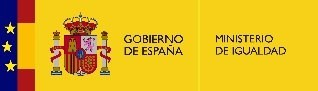 GOBIERNO
DE ESPAÑA
MINISTERIO
DE IGUALDAD